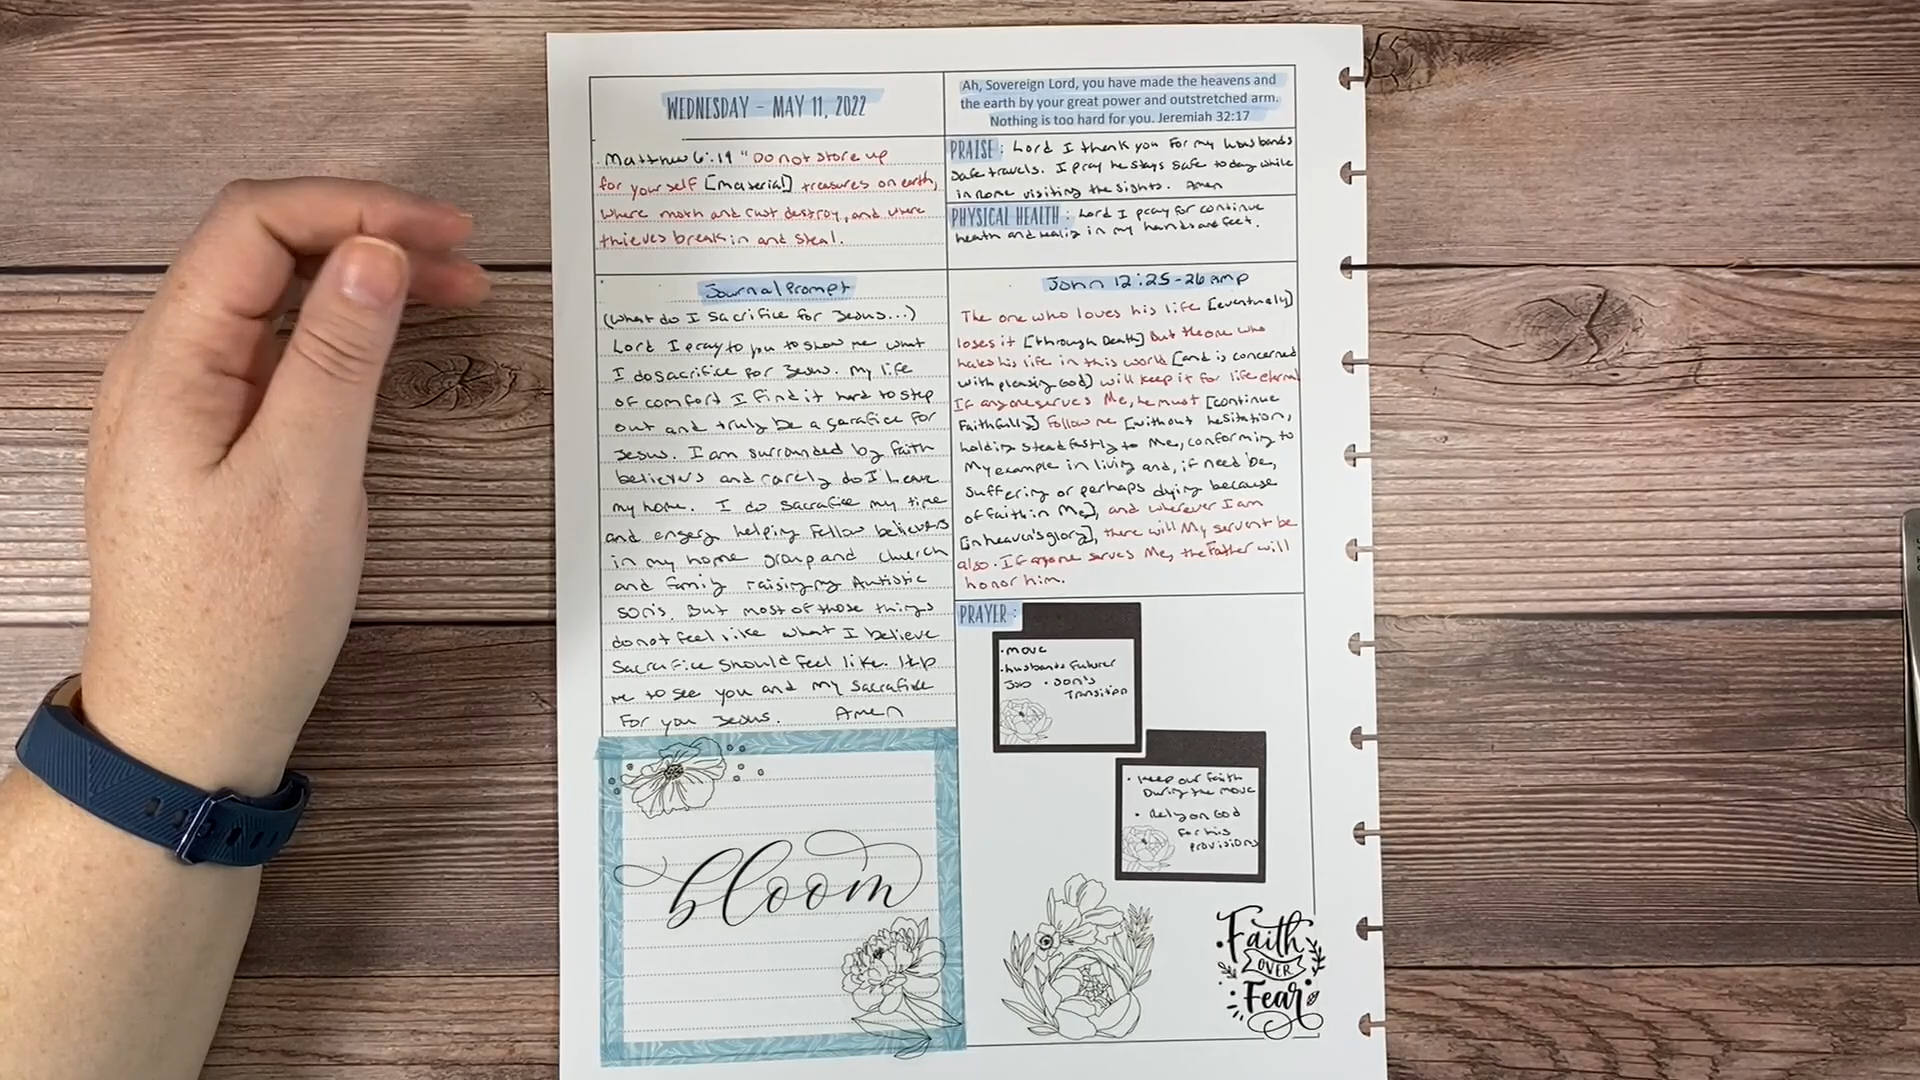 WEDNESDAY - MAY 11, 2022
Matthew 6:19 "Do not store up
for your self [material] treasures on earth,
where moth and rust destroy, and where
thieves break in and steal.
Journal Prompt
(What do I sacrifice for Jesus...)
Lord I pray to you to show me what
I do sacrifice for Jesus. My life
of comfort I find it hard to step
out and truly be a sacrafice for
Jesus. I am surrounded by faith
believers and rarely do I leave
my home. I do sacrafice my time
and engery helping fellow believers
in my home group and church
and family raising my Autistic
son's. But most of those things
do not feel like what I believe
Sacrafice should feel like. Help
me to see you and my sacrafice
for you Jesus. Amen
bloom
Ah, Sovereign Lord, you have made the heavens and
the earth by your great power and outstretched arm.
Nothing is too hard for you. Jeremiah 32:17
PRAISE: Lord I thank you for my husbands
safe travels. I pray he stays safe today while
in Rome visiting the sights. Amen
PHYSICAL HEALTH: Lord I pray for continue
health and in my hands and feet.
John 12:25-26 amp
The one who loves his life [eventually]
loses it [through Death] But the one who
hates his life in this world [and is concerned
with pleasing God] will keep it for life eternal
If anyone serves Me, he must [continue
Faithfully] follow me [without hesitation,
holding steadfastly to Me, conforming to
My example in living and, if need be,
suffering or perhaps dying because
of faith in Me], and wherever I am
[in heaven's glory], there will My servant be
also. If anyone serves Me, the Father will
honor him.
PRAYER:
• move
• husbands futurer
Job • son's
Transition
• Keep our faith
During the move
• Rely on God
for his
provisions
Faith
OVER
Fear